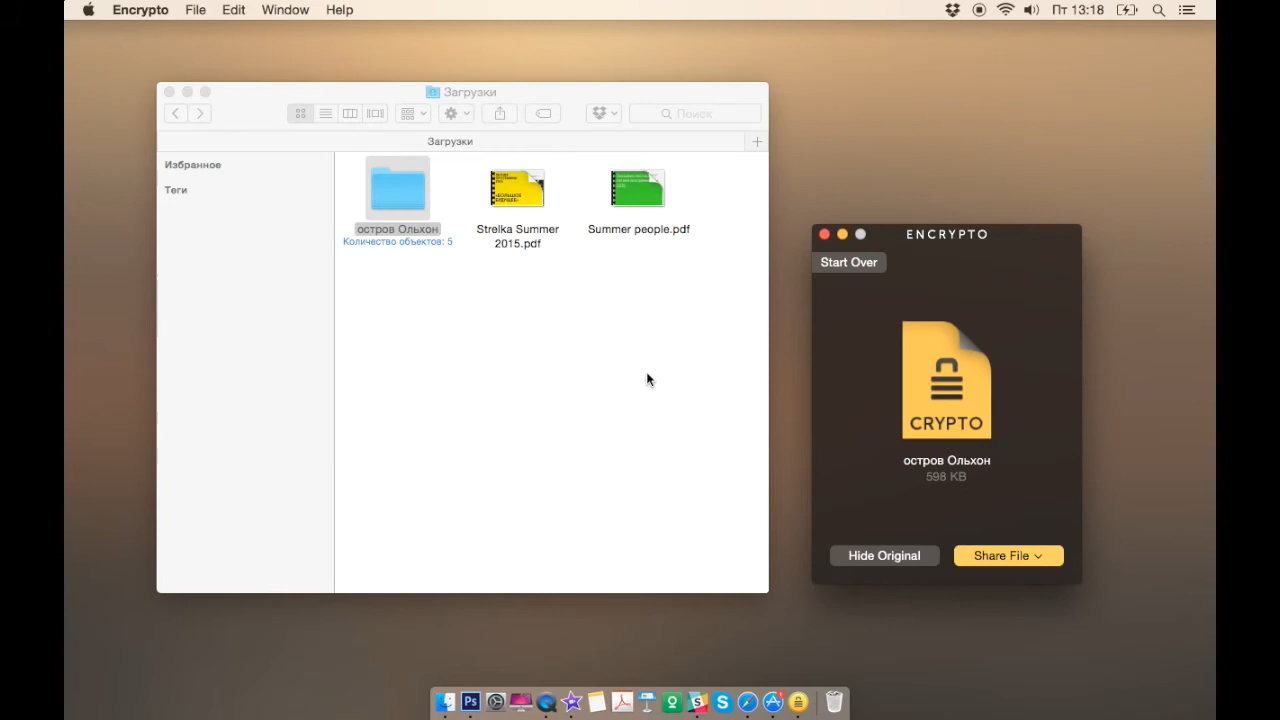 Encrypto File Edit Window Help
Пт 13:18
Загрузки
Поиск
Загрузки
Избранное
Теги
остров Ольхон
Количество объектов: 5
Strelka Summer
2015.pdf
Summer people.pdf
ENCRYPTO
Start Over
CRYPTO
остров Ольхон
598 KB
Hide Original
Share File
Ps
S